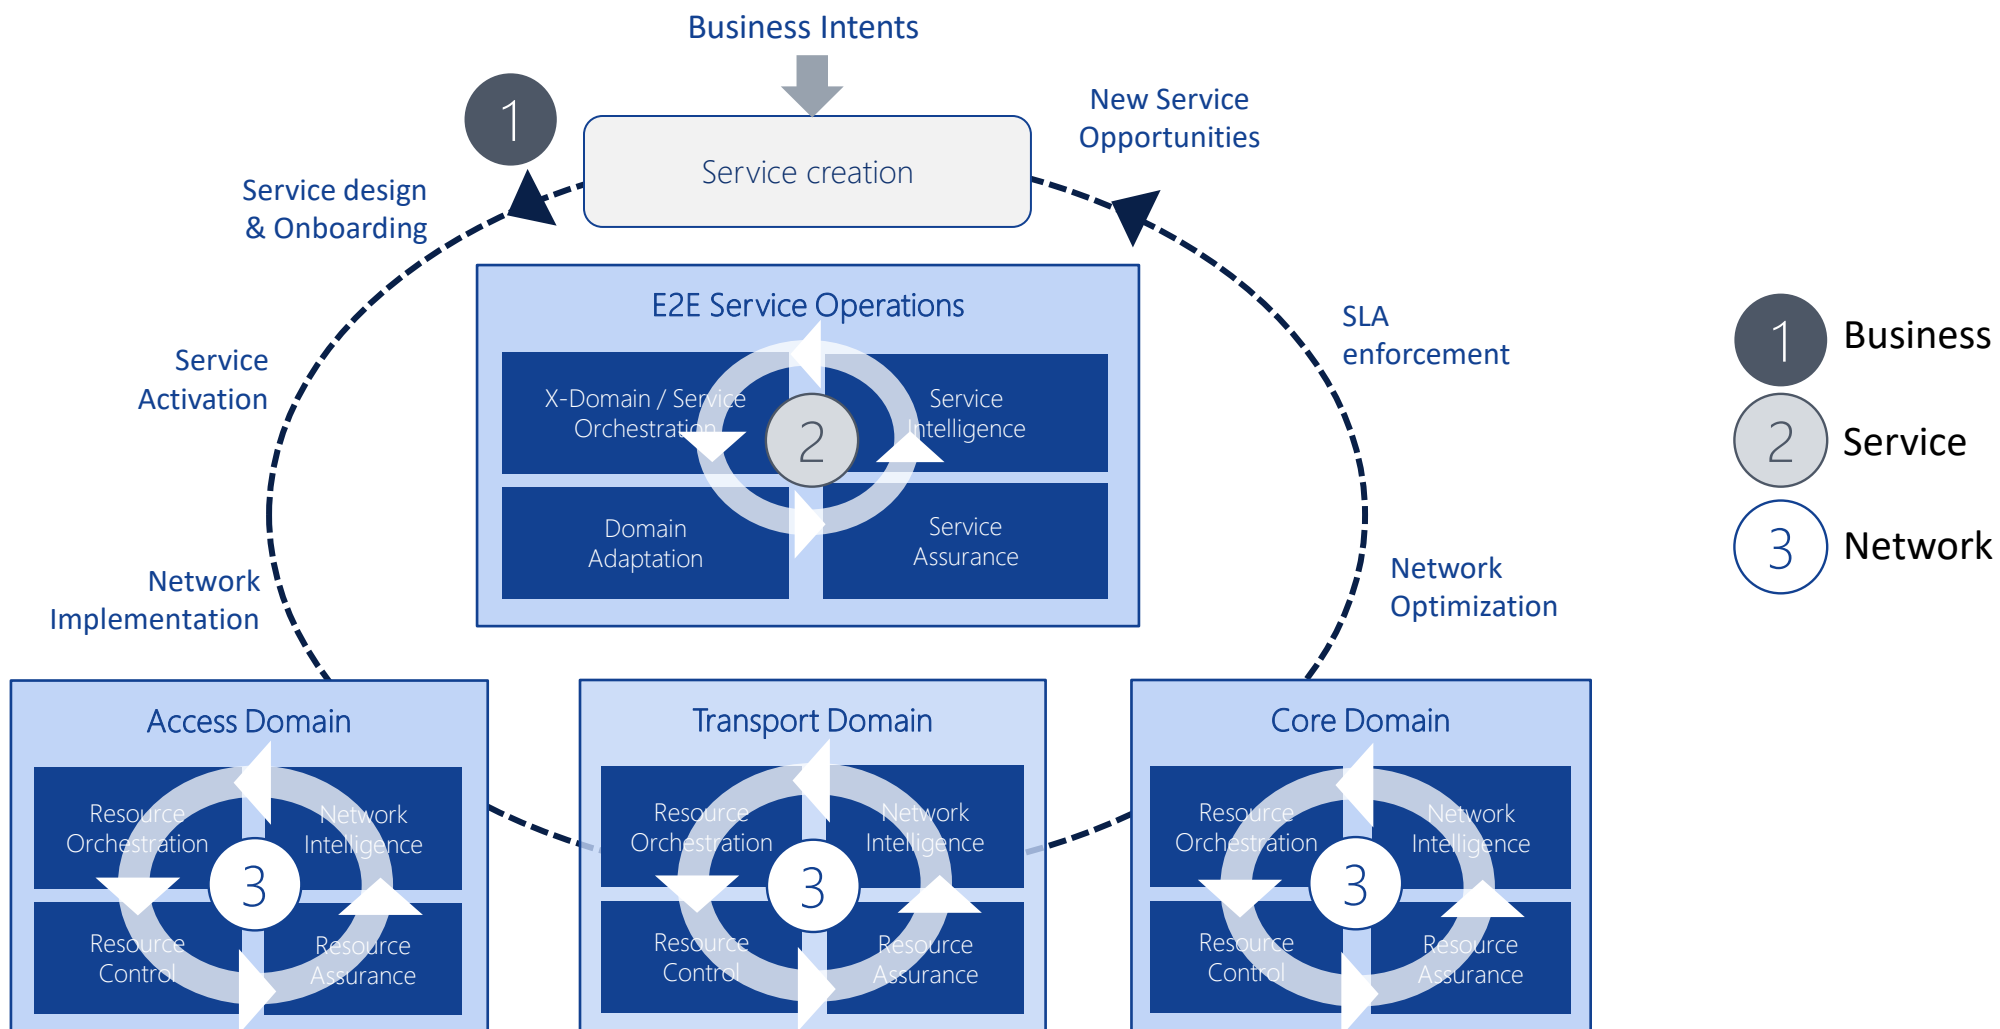 Business Intents
1
New Service
Opportunities
Service creation
Service design
& Onboarding
E2E Service Operations
SLA
enforcement
1
Business
Service
Activation
X-Domain / Service
Orchestration
2
Service
Intelligence
2
Service
Domain
Adaptation
Service
Assurance
3
Network
Network
Implementation
Network
Optimization
Access Domain
Resource
Orchestration
Network
Intelligence
3
Resource
Control
Resource
Assurance
Transport Domain
Resource
Orchestration
Network
Intelligence
3
Resource
Control
Resource
Assurance
Core Domain
Resource
Orchestration
Network
Intelligence
3
Resource
Control
Resource
Assurance